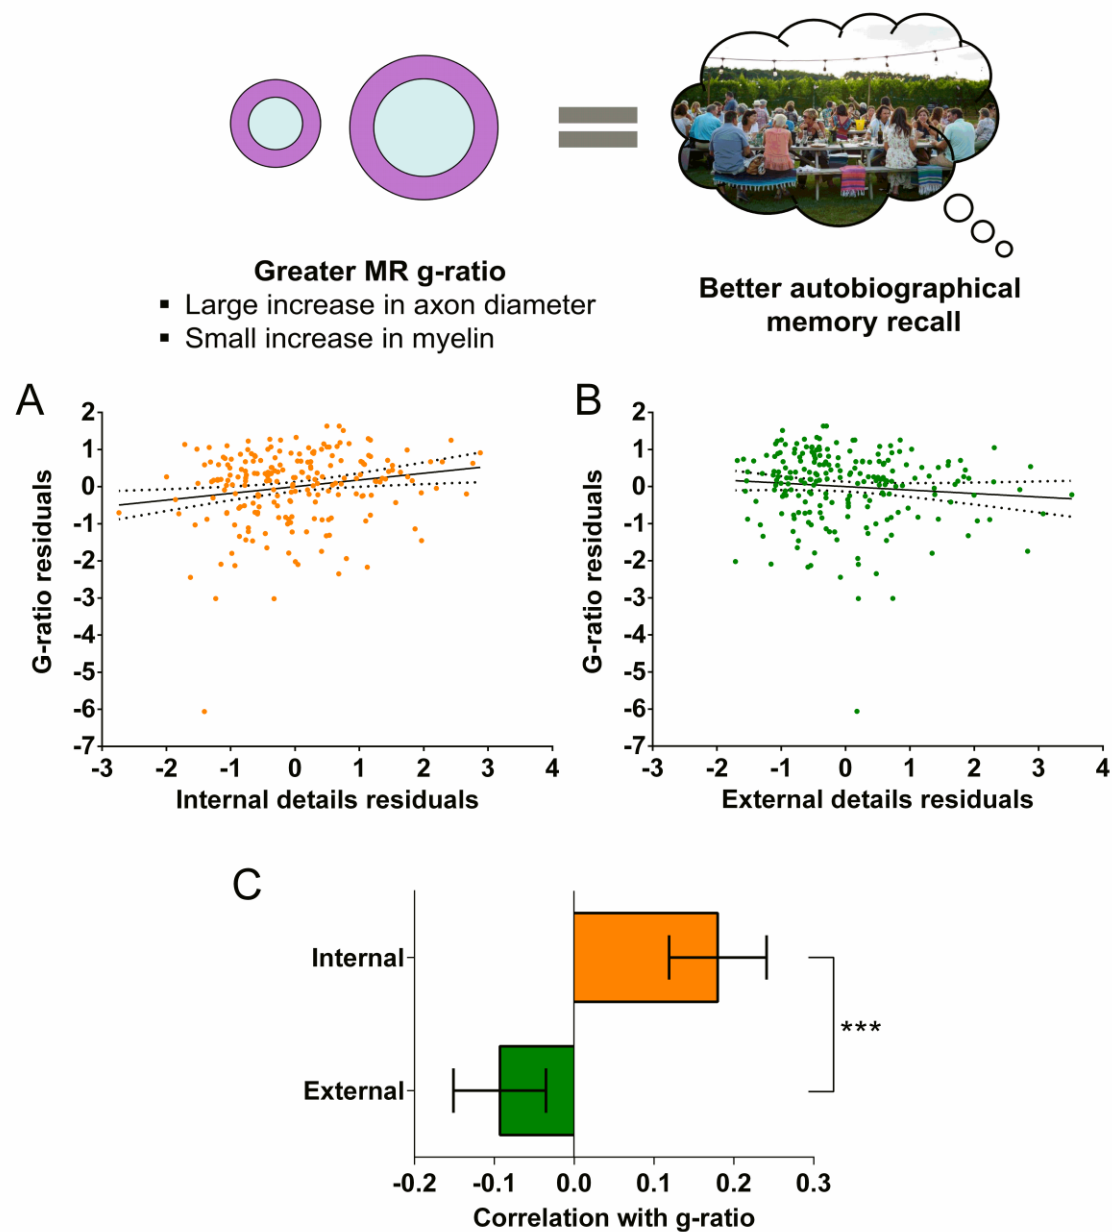 Greater MR g-ratio
▪ Large increase in axon diameter
▪ Small increase in myelin
Better autobiographical
memory recall
A
2
1
0
-1
-2
-3
-4
-5
-6
-7
G-ratio residuals
-3 -2 -1 0 1 2 3 4
Internal details residuals
B
2
1
0
-1
-2
-3
-4
-5
-6
-7
G-ratio residuals
-3 -2 -1 0 1 2 3 4
External details residuals
C
Internal
External
***
-0.2 -0.1 0.0 0.1 0.2 0.3
Correlation with g-ratio